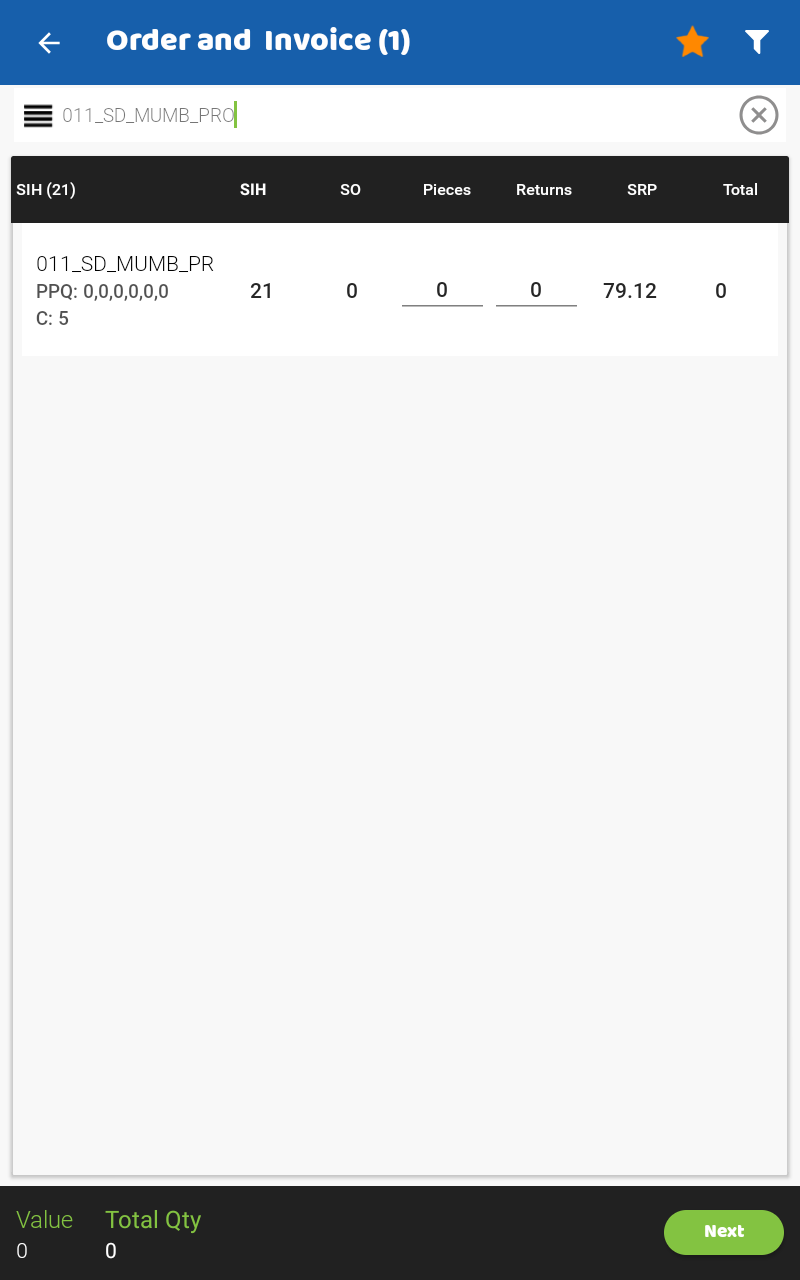 Order and  Invoice (1)
011_SD_MUMB_PRO
SIH (21) SIH SO Pieces Returns SRP Total
011_SD_MUMB_PR
PPQ: 0,0,0,0,0,0 21 0 0 0 79.12 0
C: 5
Value Total Qty
0 0
Next